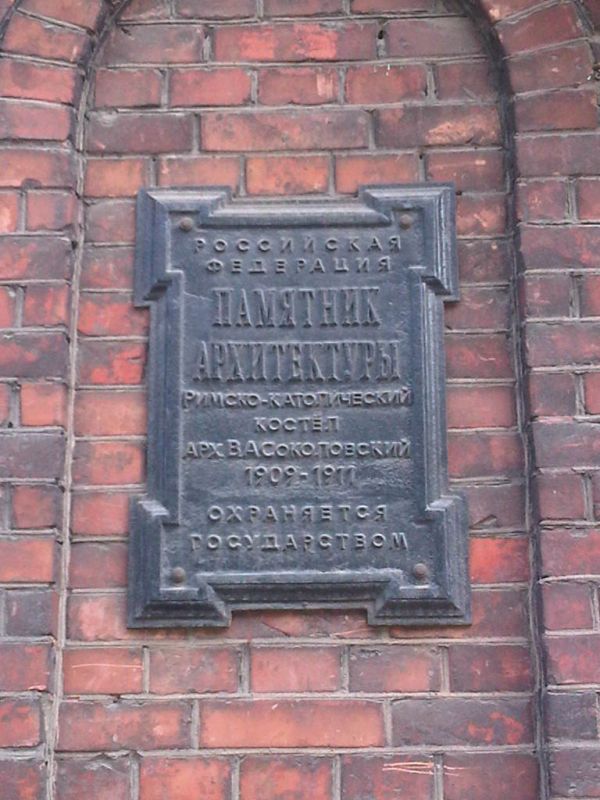 РОССИЙСКАЯ
ФЕДЕРАЦИЯ
ПАМЯТНИК
АРХИТЕКТУРЫ
РИМСКО-КАТОЛИЧЕСКИЙ
КОСТЁЛ
АРХ. В.А СОКОЛОВСКИЙ
1909-1911
ОХРАНЯЕТСЯ
ГОСУДАРСТВОМ